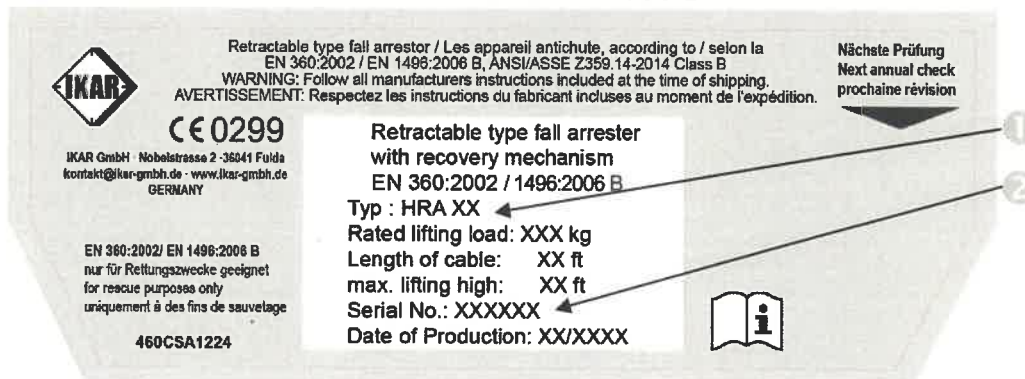 Retractable type fall arrestor / Les appareil antichute, according to / selon la
EN 360:2002 / EN 1496:2006 B, ANSI/ASSE Z359.14-2014 Class B
WARNING: Follow all manufacturers instructions included at the time of shipping.
AVERTISSEMENT: Respectez les instructions du fabricant incluses au moment de l'expédition.
IKAR
CE 0299
IKAR GmbH · Nobelstrasse 2 -36041 Fulda
kontakt@ikar-gmbh.de · www.ikar-gmbh.de
GERMANY
EN 360:2002/ EN 1496:2006 B
nur für Rettungszwecke geeignet
for rescue purposes only
uniquement à des fins de sauvetage
460CSA1224
Retractable type fall arrester
with recovery mechanism
EN 360:2002 / 1496:2006 B
Typ : HRA XX
Rated lifting load: XXX kg
Length of cable: XX ft
max. lifting high: XX ft
Serial No.: XXXXXX
Date of Production: XX/XXXX
Nächste Prüfung
Next annual check
prochaine révision
1
2
i